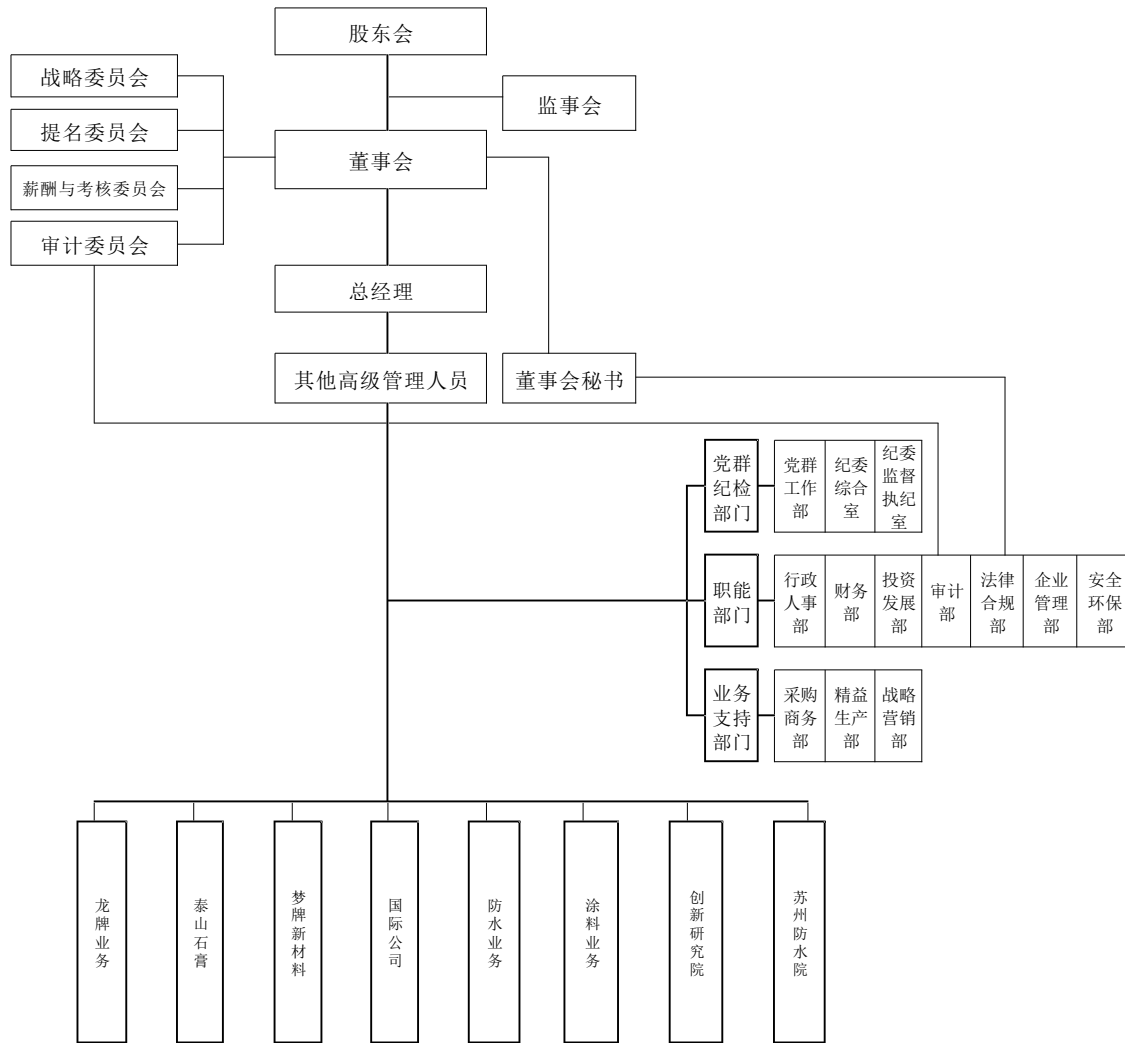 股东会
战略委员会
监事会
提名委员会
董事会
薪酬与考核委员会
审计委员会
总经理
其他高级管理人员
董事会秘书
党群
纪检
部门
党群
工作
部
纪委
综合
室
纪委
监督
执纪
室
职能
部门
行政
人事
部
财务
部
投资
发展
部
审计
部
法律
合规
部
企业
管理
部
安全
环保
部
业务
支持
部门
采购
商务
部
精益
生产
部
战略
营销
部
龙牌业务
泰山石膏
梦牌新材料
国际公司
防水业务
涂料业务
创新研究院
苏州防水院